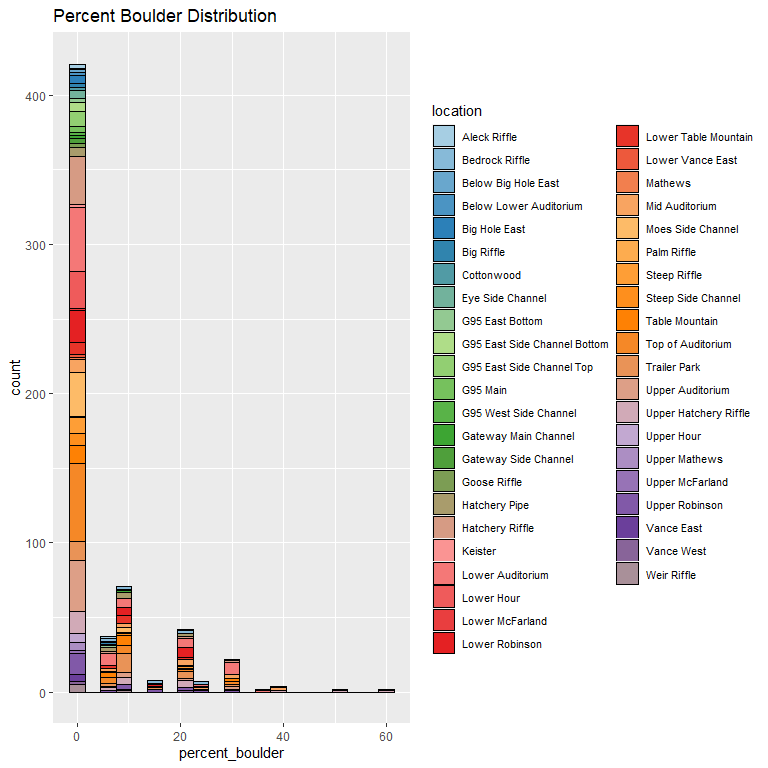 Percent Boulder Distribution
400
300
200
100
0
count
0
20
40
60
percent_boulder
location
Aleck Riffle
Bedrock Riffle
Below Big Hole East
Below Lower Auditorium
Big Hole East
Big Riffle
Cottonwood
Eye Side Channel
G95 East Bottom
G95 East Side Channel Bottom
G95 East Side Channel Top
G95 Main
G95 West Side Channel
Gateway Main Channel
Gateway Side Channel
Goose Riffle
Hatchery Pipe
Hatchery Riffle
Keister
Lower Auditorium
Lower Hour
Lower McFarland
Lower Robinson
Lower Table Mountain
Lower Vance East
Mathews
Mid Auditorium
Moes Side Channel
Palm Riffle
Steep Riffle
Steep Side Channel
Table Mountain
Top of Auditorium
Trailer Park
Upper Auditorium
Upper Hatchery Riffle
Upper Hour
Upper Mathews
Upper McFarland
Upper Robinson
Vance East
Vance West
Weir Riffle